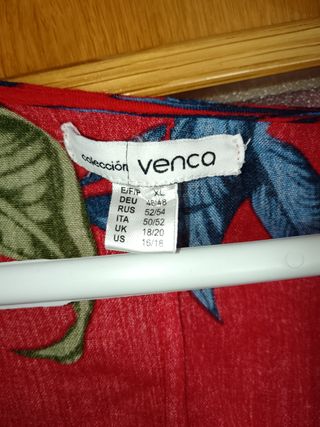 colección venca
E/F/P XL
DEU 46/48
RUS 52/54
ITA 50/52
UK 18/20
US 16/18